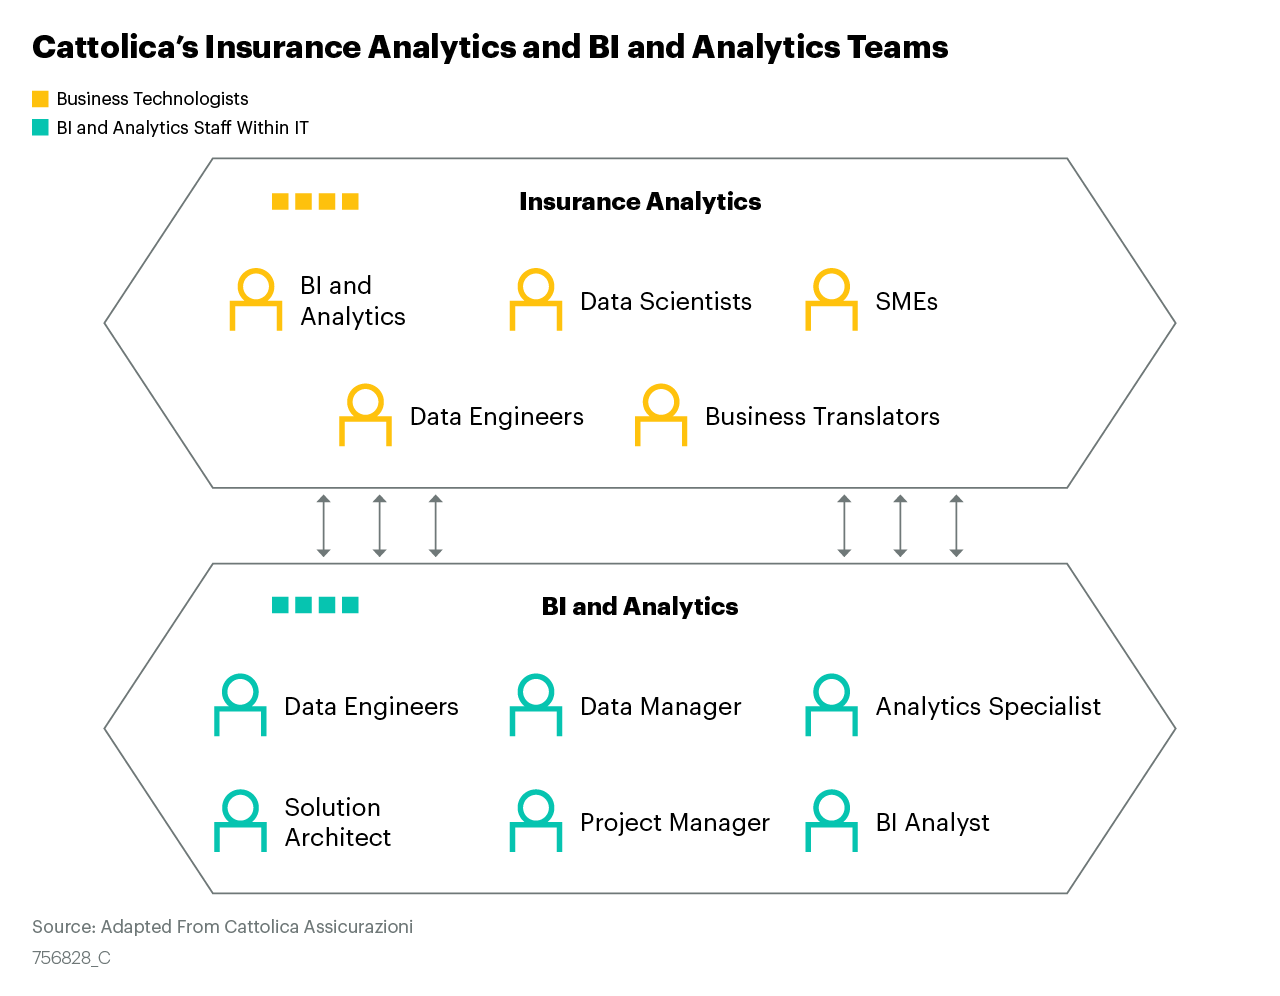 Cattolica’s Insurance Analytics and BI and Analytics Teams
Business Technologists
BI and Analytics Staff Within IT
Insurance Analytics
BI and
Analytics
Data Scientists
SMEs
Data Engineers
Business Translators
BI and Analytics
Data Engineers
Data Manager
Analytics Specialist
Solution
Architect
Project Manager
BI Analyst
Source: Adapted From Cattolica Assicurazioni
756828_C